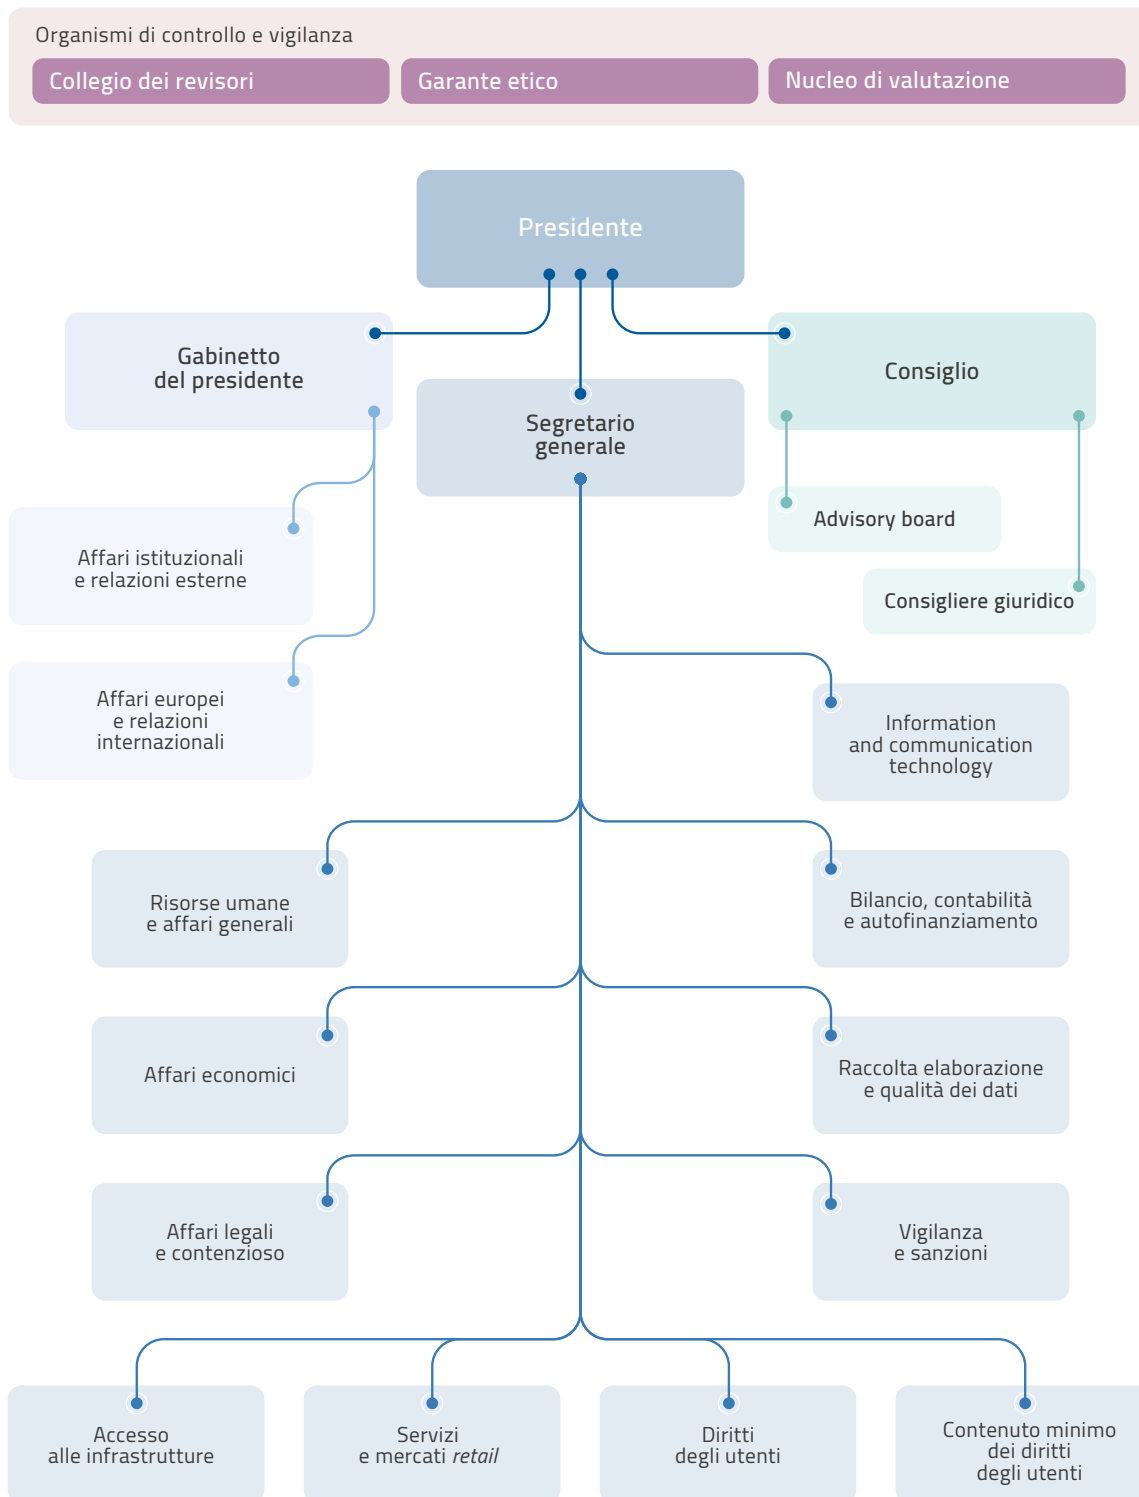 Organismi di controllo e vigilanza
Collegio dei revisori
Garante etico
Nucleo di valutazione
Presidente
Gabinetto
del presidente
Segretario
generale
Consiglio
Advisory board
Consigliere giuridico
Affari istituzionali
e relazioni esterne
Affari europei
e relazioni
internazionali
Information
and communication
technology
Risorse umane
e affari generali
Bilancio, contabilità
e autofinanziamento
Affari economici
Raccolta elaborazione
e qualità dei dati
Affari legali
e contenzioso
Vigilanza
e sanzioni
Accesso
alle infrastrutture
Servizi
e mercati retail
Diritti
degli utenti
Contenuto minimo
dei diritti
degli utenti